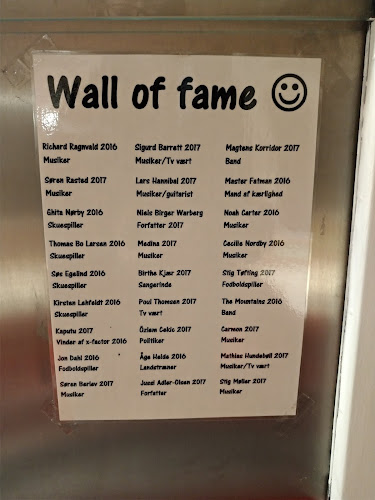 Wall of fame
Richard Ragnvald 2016
Musiker
Søren Rasted 2017
Musiker
Ghita Nørby 2016
Skuespiller
Thomas Bo Larsen 2016
Skuespiller
Søs Egelind 2016
Skuespiller
Kirsten Lehfeldt 2016
Skuespiller
Kaputu 2017
Vinder af x-factor 2016
Jon Dahl 2016
Fodboldspiller
Søren Berlev 2017
Musiker
Sigurd Barrett 2017
Musiker/Tv vært
Lars Hannibal 2017
Musiker/guitarist
Niels Birger Warberg
Forfatter 2017
Medina 2017
Musiker
Birthe Kjær 2017
Sangerinde
Poul Thomsen 2017
Tv vært
Özlem Cekic 2017
Politiker
Åge Haide 2016
Landstræner
Jussi Adler-Olsen 2017
Forfatter
Magtens Korridor 2017
Band
Mester Fatman 2016
Mand af kærlighed
Noah Carter 2016
Musiker
Cecilie Nordby 2016
Musiker
Stig Tøfting 2017
Fodboldspiller
The Mountains 2016
Band
Carmon 2017
Musiker
Mathias Hundebøll 2017
Musiker/Tv vært
Stig Møller 2017
Musiker